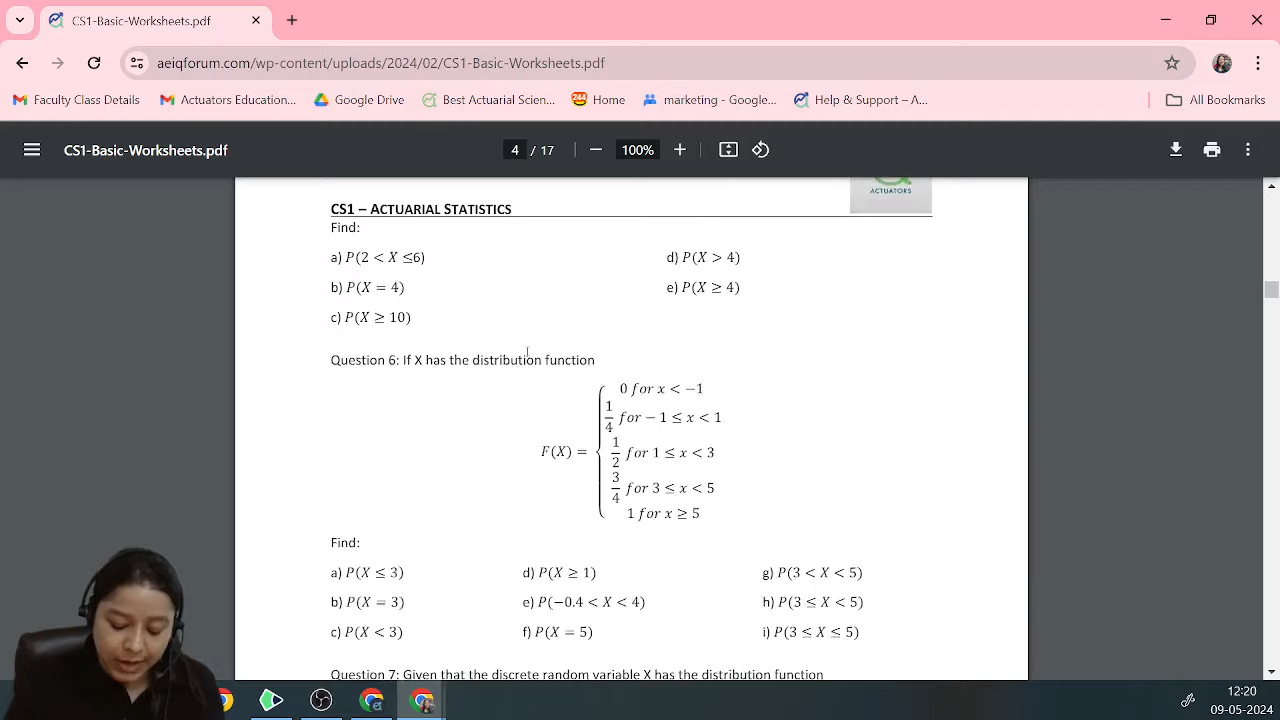 CS1-Basic-Worksheets.pdf
aeiqforum.com/wp-content/uploads/2024/02/CS1-Basic-Worksheets.pdf
Faculty Class Details Actuators Education... Google Drive Best Actuarial Scien... Home marketing - Google... Help & Support – A... All Bookmarks
CS1-Basic-Worksheets.pdf 4 / 17 100%
ACTUATORS
CS1 – ACTUARIAL STATISTICS
Find:
a) P(2 < X ≤6) d) P(X > 4)
b) P(X = 4) e) P(X ≥ 4)
c) P(X ≥ 10)
Question 6: If X has the distribution function
0 for x < −1
1/4 for − 1 ≤ x < 1
F(X) = 1/2 for 1 ≤ x < 3
3/4 for 3 ≤ x < 5
1 for x ≥ 5
Find:
a) P(X ≤ 3) d) P(X ≥ 1) g) P(3 < X < 5)
b) P(X = 3) e) P(−0.4 < X < 4) h) P(3 ≤ X < 5)
c) P(X < 3) f) P(X = 5) i) P(3 ≤ X ≤ 5)
Question 7: Given that the discrete random variable X has the distribution function
12:20
09-05-2024